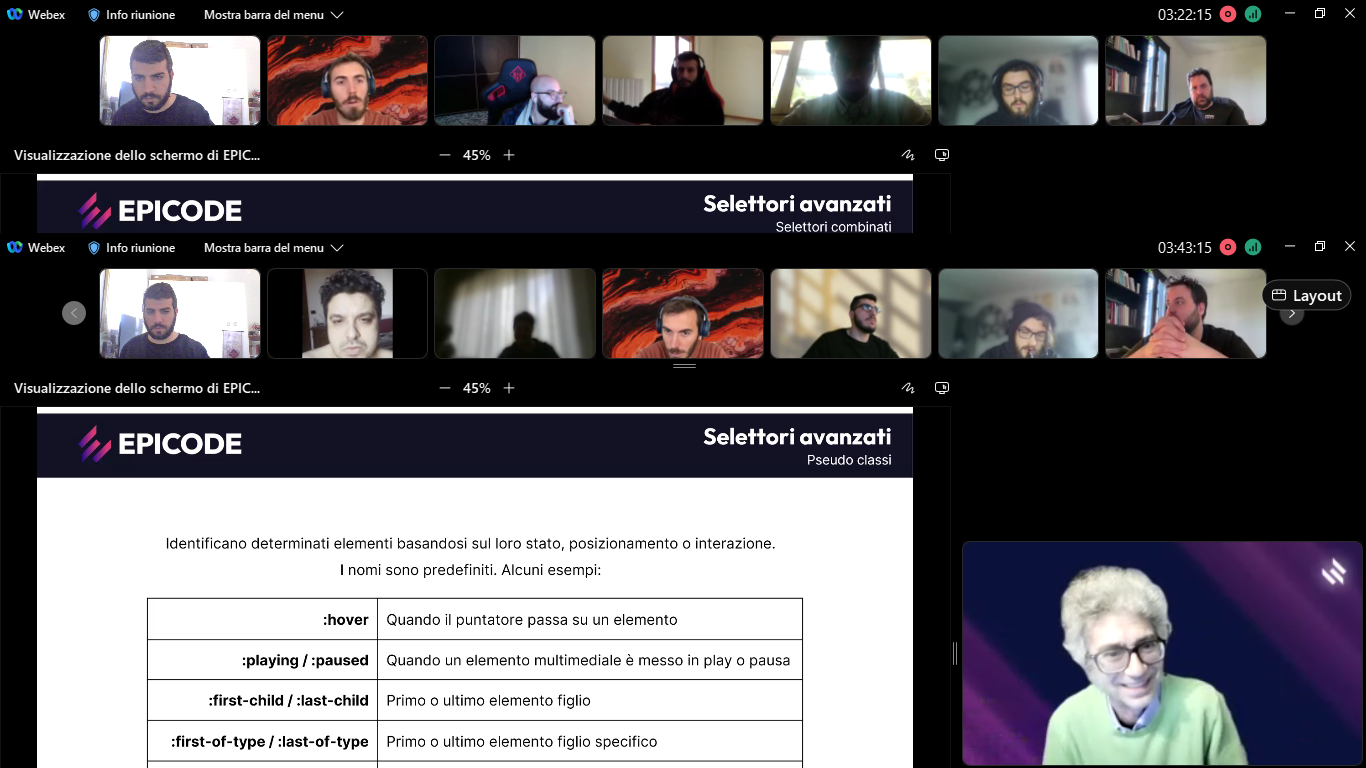 Webex Info riunione Mostra barra del menu 03:22:15
Visualizzazione dello schermo di EPIC... 45%
EPICODE Selettori avanzati
Selettori combinati
Webex Info riunione Mostra barra del menu 03:43:15
Layout
Visualizzazione dello schermo di EPIC... 45%
EPICODE Selettori avanzati
Pseudo classi
Identificano determinati elementi basandosi sul loro stato, posizionamento o interazione.
I nomi sono predefiniti. Alcuni esempi:
:hover Quando il puntatore passa su un elemento
:playing / :paused Quando un elemento multimediale è messo in play o pausa
:first-child / :last-child Primo o ultimo elemento figlio
:first-of-type / :last-of-type Primo o ultimo elemento figlio specifico